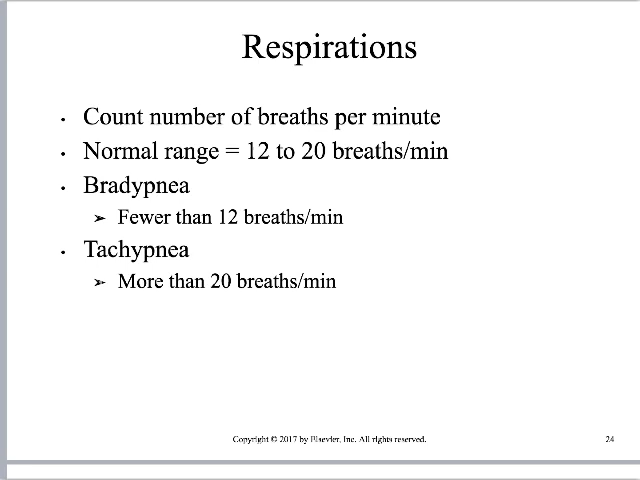 Respirations
• Count number of breaths per minute
• Normal range = 12 to 20 breaths/min
• Bradypnea
➢ Fewer than 12 breaths/min
• Tachypnea
➢ More than 20 breaths/min
Copyright © 2017 by Elsevier, Inc. All rights reserved.
24